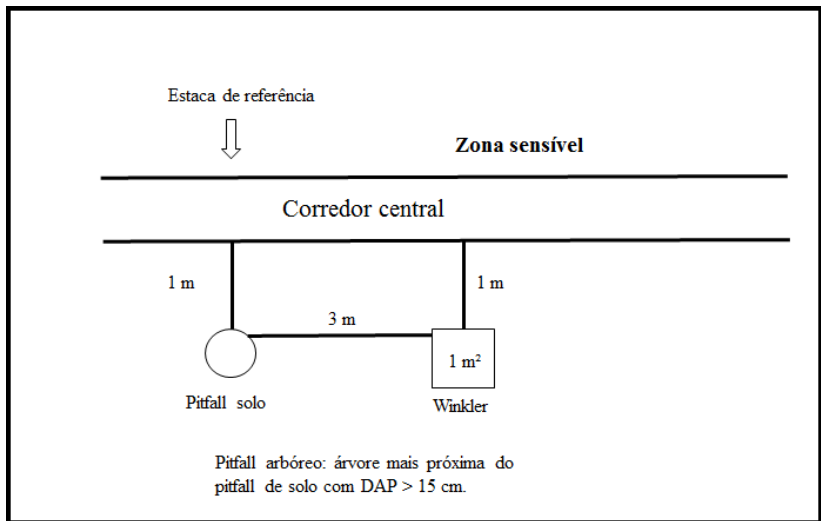 Estaca de referência
Zona sensível
Corredor central
1 m
1 m
3 m
1 m²
Pitfall solo
Winkler
Pitfall arbóreo: árvore mais próxima do
pitfall de solo com DAP > 15 cm.